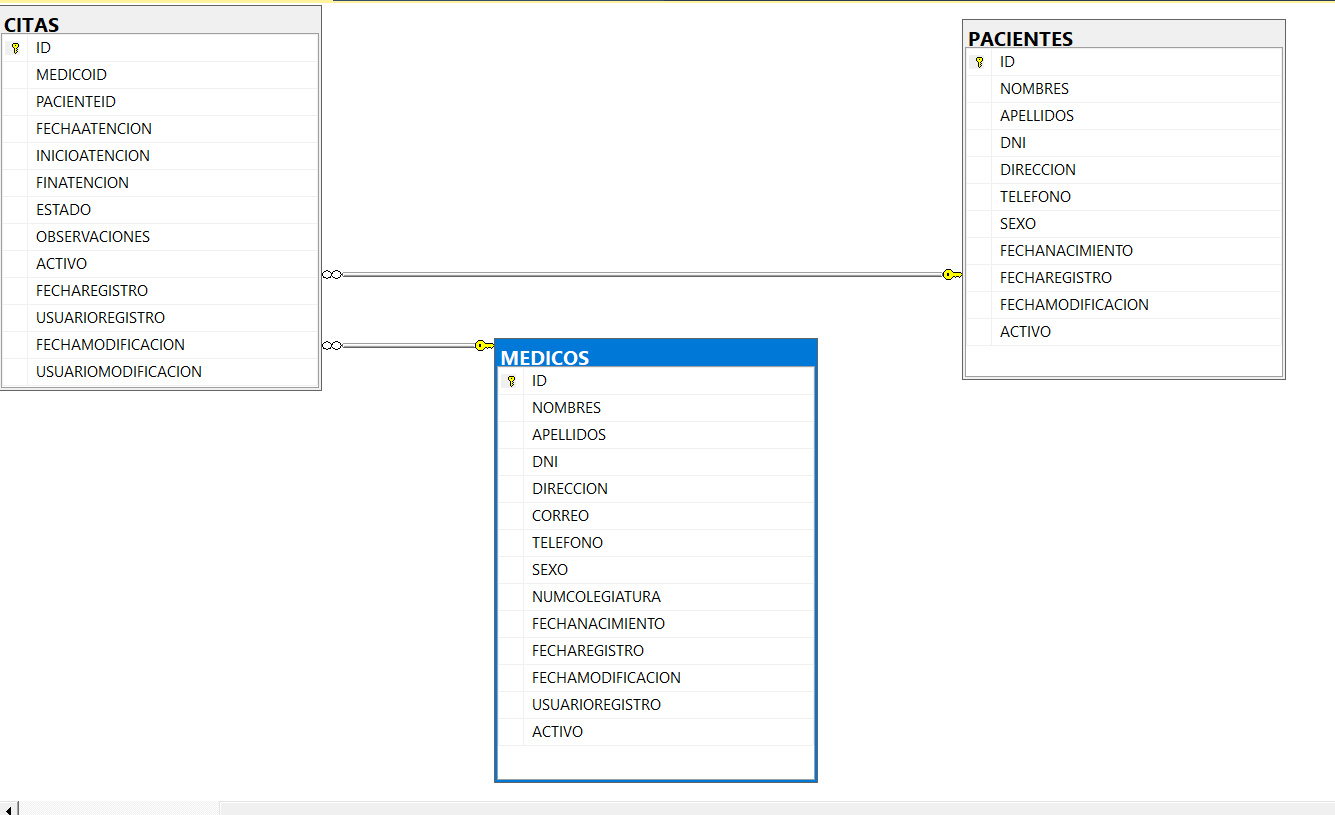 CITAS
ID
MEDICOID
PACIENTEID
FECHAATENCION
INICIOATENCION
FINATENCION
ESTADO
OBSERVACIONES
ACTIVO
FECHAREGISTRO
USUARIOREGISTRO
FECHAMODIFICACION
USUARIOMODIFICACION
PACIENTES
ID
NOMBRES
APELLIDOS
DNI
DIRECCION
TELEFONO
SEXO
FECHANACIMIENTO
FECHAREGISTRO
FECHAMODIFICACION
ACTIVO
MEDICOS
ID
NOMBRES
APELLIDOS
DNI
DIRECCION
CORREO
TELEFONO
SEXO
NUMCOLEGIATURA
FECHANACIMIENTO
FECHAREGISTRO
FECHAMODIFICACION
USUARIOREGISTRO
ACTIVO